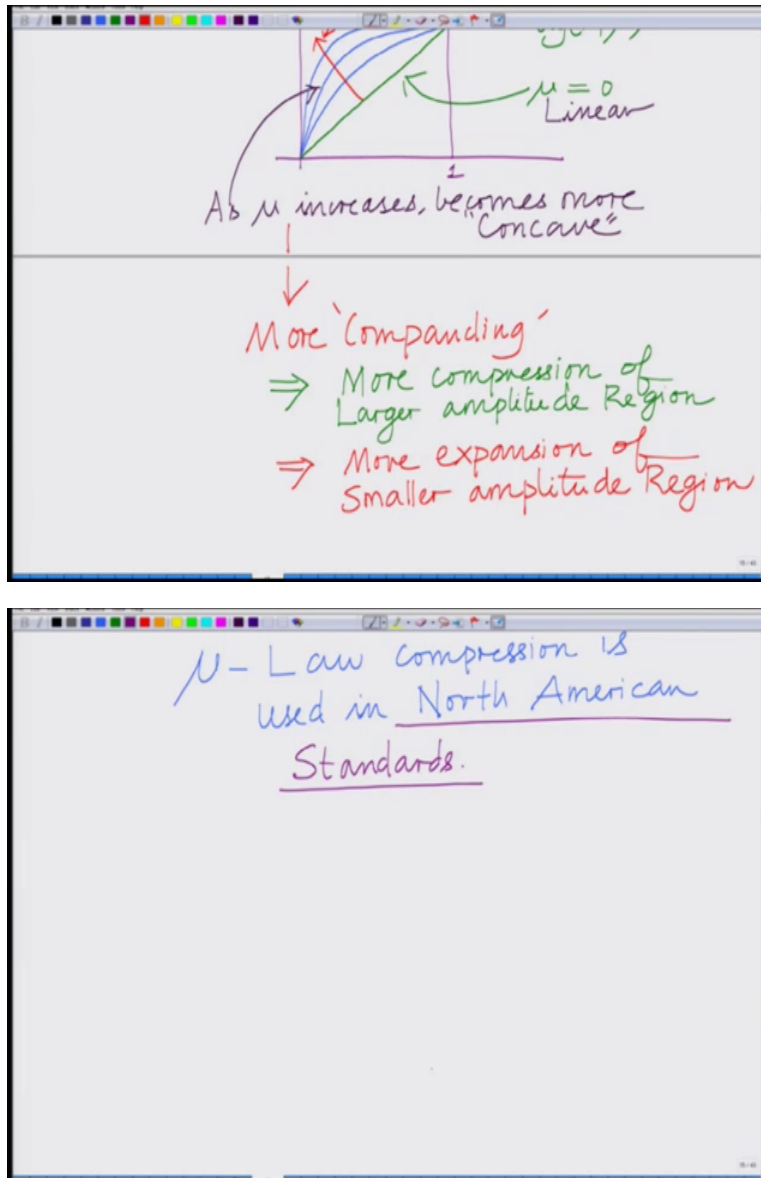 μ = 0
Linear
1
As μ increases, becomes more
"Concave"
More 'Companding'
⇒ More compression of
Larger amplitude Region
⇒ More expansion of
Smaller amplitude Region
μ - Law compression is
used in North American
Standards.